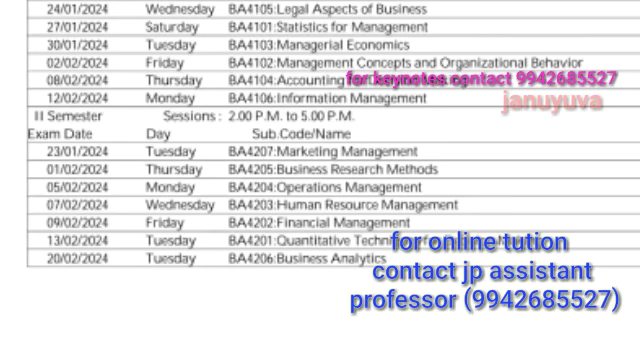 24/01/2024 Wednesday BA4105:Legal Aspects of Business
27/01/2024 Saturday BA4101:Statistics for Management
30/01/2024 Tuesday BA4103:Managerial Economics
02/02/2024 Friday BA4102:Management Concepts and Organizational Behavior
08/02/2024 Thursday BA4104:Accounting
for keynotes contact 9942685527
12/02/2024 Monday BA4106:Information Management
januyuva
II Semester Sessions : 2.00 P.M. to 5.00 P.M.
Exam Date Day Sub.Code/Name
23/01/2024 Tuesday BA4207:Marketing Management
01/02/2024 Thursday BA4205:Business Research Methods
05/02/2024 Monday BA4204:Operations Management
07/02/2024 Wednesday BA4203:Human Resource Management
09/02/2024 Friday BA4202:Financial Management
13/02/2024 Tuesday BA4201:Quantitative
20/02/2024 Tuesday BA4206:Business Analytics
for online tution
contact jp assistant
professor (9942685527)